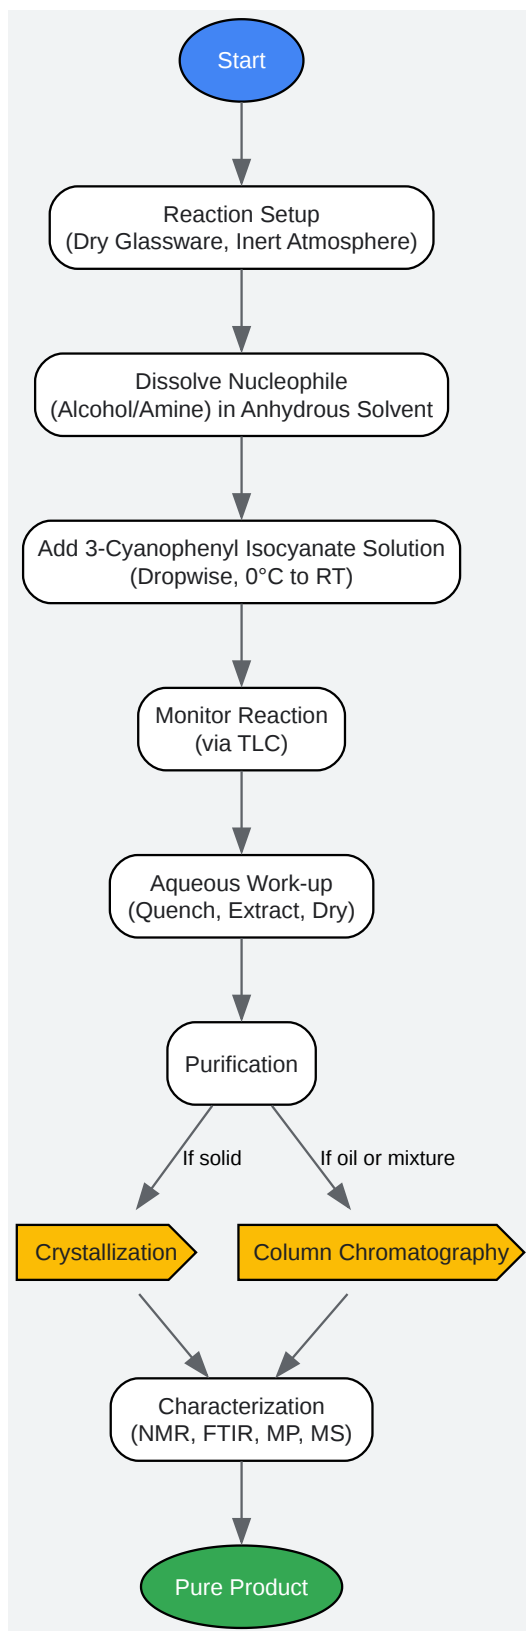 Start
Reaction Setup
(Dry Glassware, Inert Atmosphere)
Dissolve Nucleophile
(Alcohol/Amine) in Anhydrous Solvent
Add 3-Cyanophenyl Isocyanate Solution
(Dropwise, 0°C to RT)
Monitor Reaction
(via TLC)
Aqueous Work-up
(Quench, Extract, Dry)
Purification
If solid
If oil or mixture
Crystallization
Column Chromatography
Characterization
(NMR, FTIR, MP, MS)
Pure Product